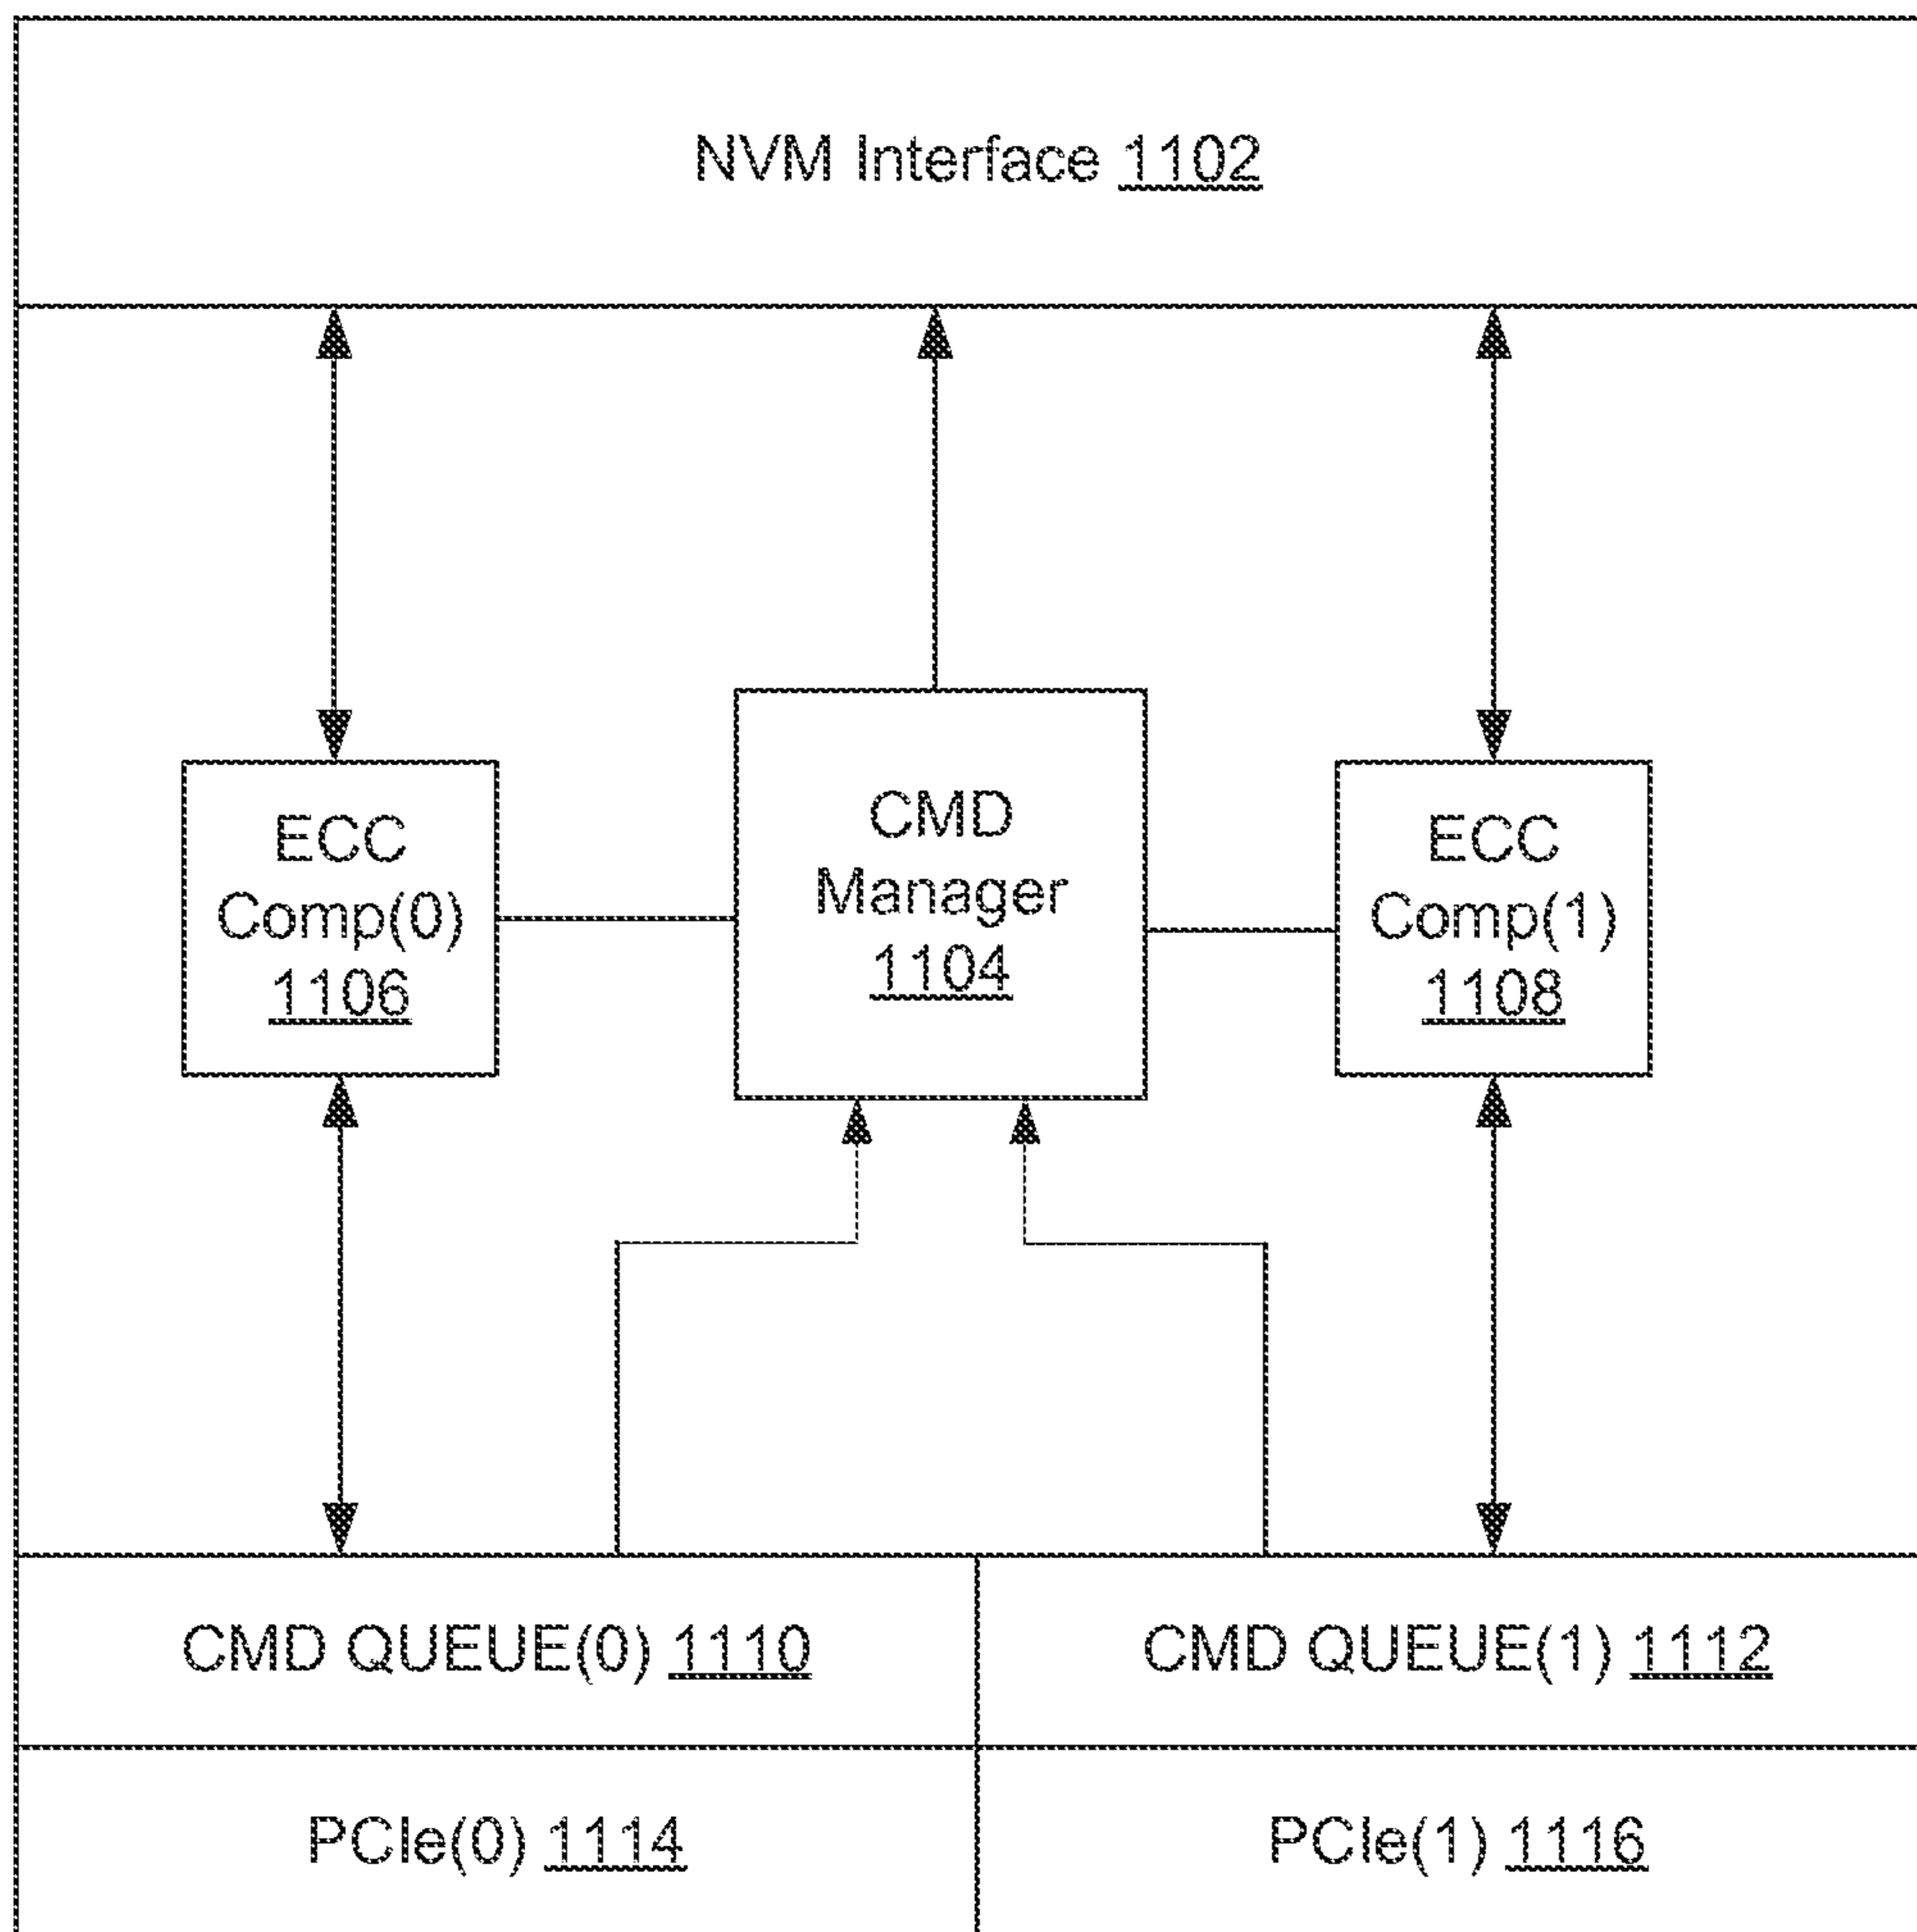 NVM Interface 1102
ECC
Comp(0)
1106
CMD
Manager
1104
ECC
Comp(1)
1108
CMD QUEUE(0) 1110
CMD QUEUE(1) 1112
PCIe(0) 1114
PCIe(1) 1116